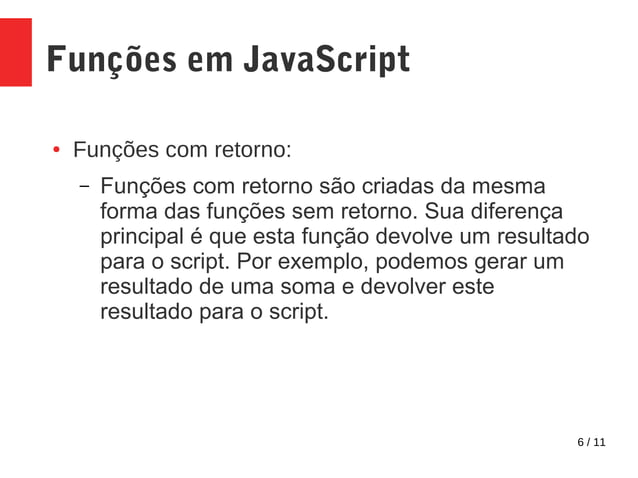 Funções em JavaScript
● Funções com retorno:
– Funções com retorno são criadas da mesma
forma das funções sem retorno. Sua diferença
principal é que esta função devolve um resultado
para o script. Por exemplo, podemos gerar um
resultado de uma soma e devolver este
resultado para o script.
6 / 11